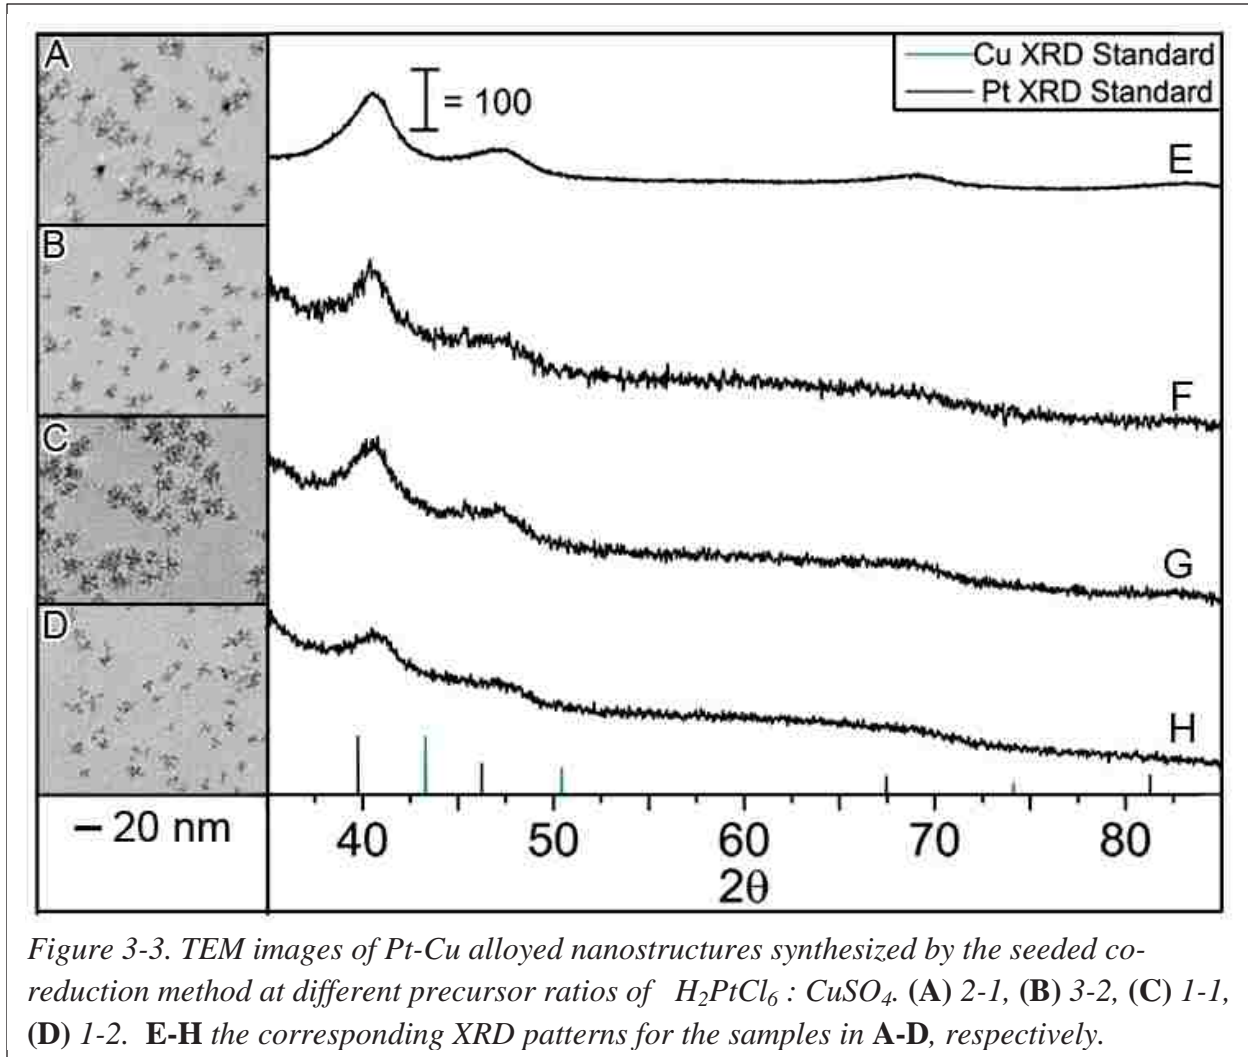 A
B
C
D
= 100
Cu XRD Standard
Pt XRD Standard
E
F
G
H
20 nm
40 50 60 70 80
2θ
Figure 3-3. TEM images of Pt-Cu alloyed nanostructures synthesized by the seeded co-
reduction method at different precursor ratios of H₂PtCl₆ : CuSO₄. (A) 2-1, (B) 3-2, (C) 1-1,
(D) 1-2. E-H the corresponding XRD patterns for the samples in A-D, respectively.